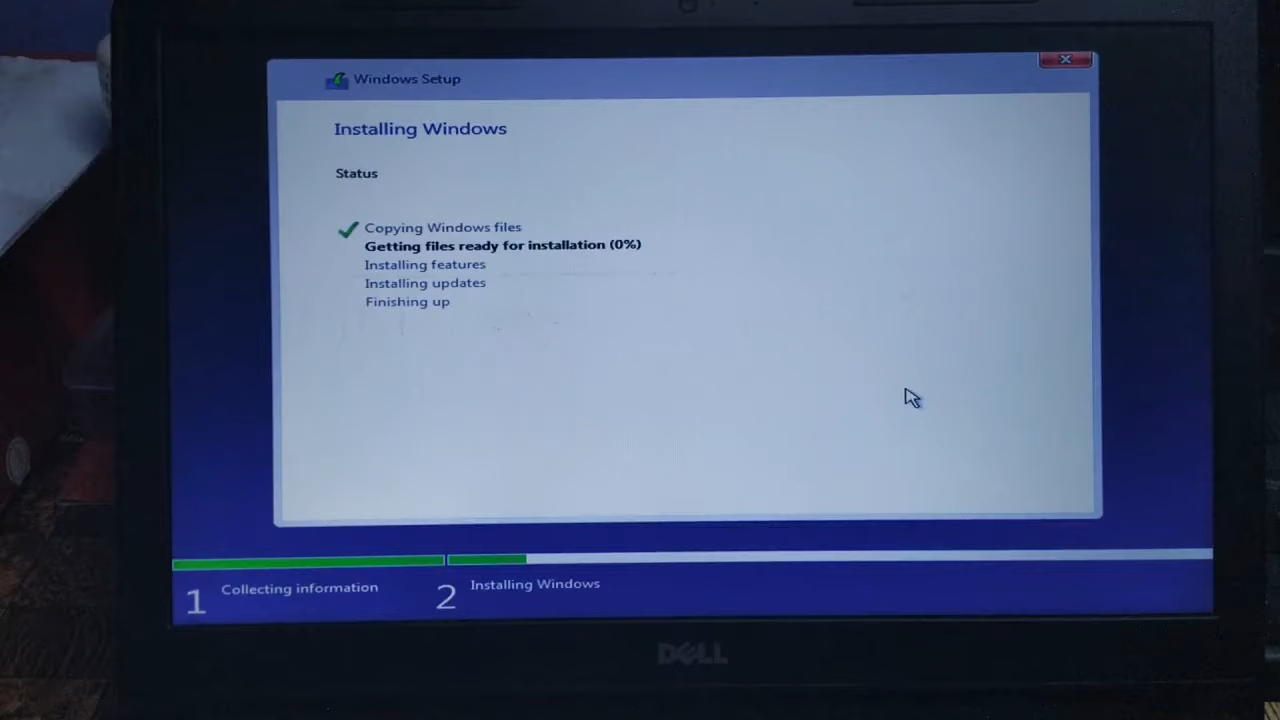 Windows Setup
Installing Windows
Status
Copying Windows files
Getting files ready for installation (0%)
Installing features
Installing updates
Finishing up
1 Collecting information
2 Installing Windows
DELL